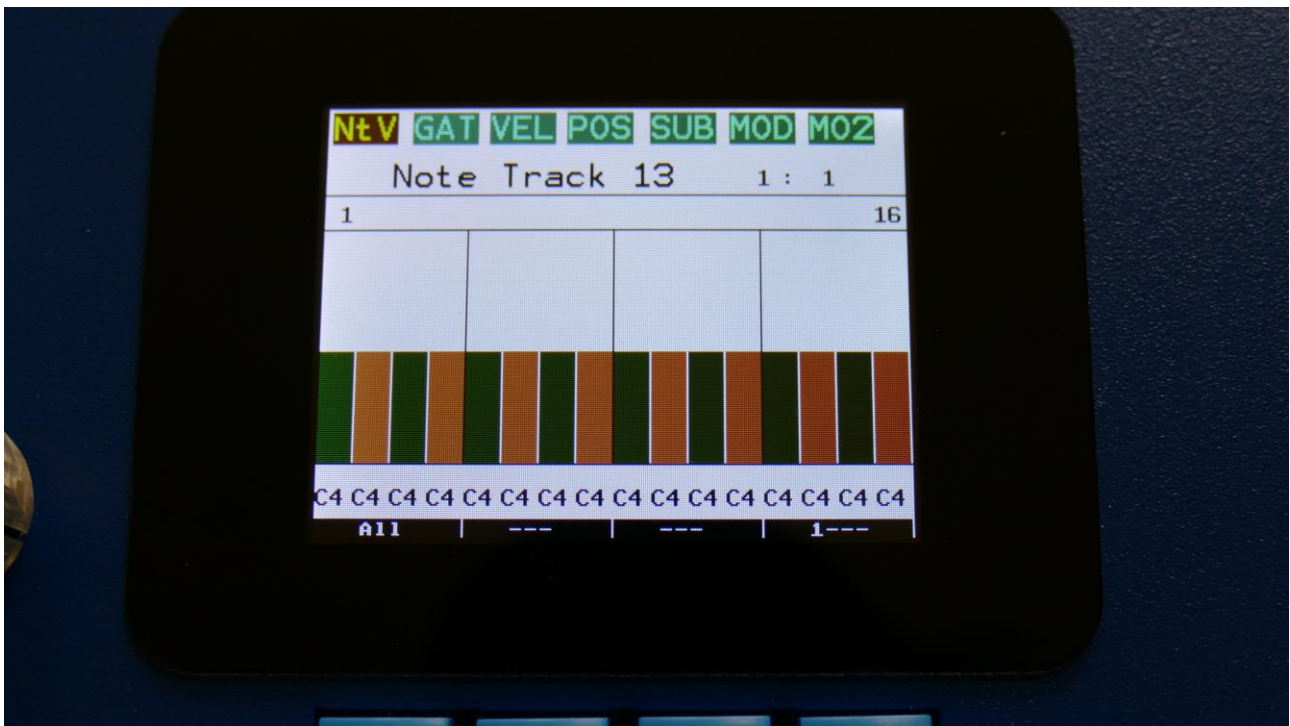 NtV GAT VEL POS SUB MOD MO2
Note Track 13 1: 1
1 16
C4 C4 C4 C4 C4 C4 C4 C4 C4 C4 C4 C4 C4 C4 C4 C4
All --- --- 1---